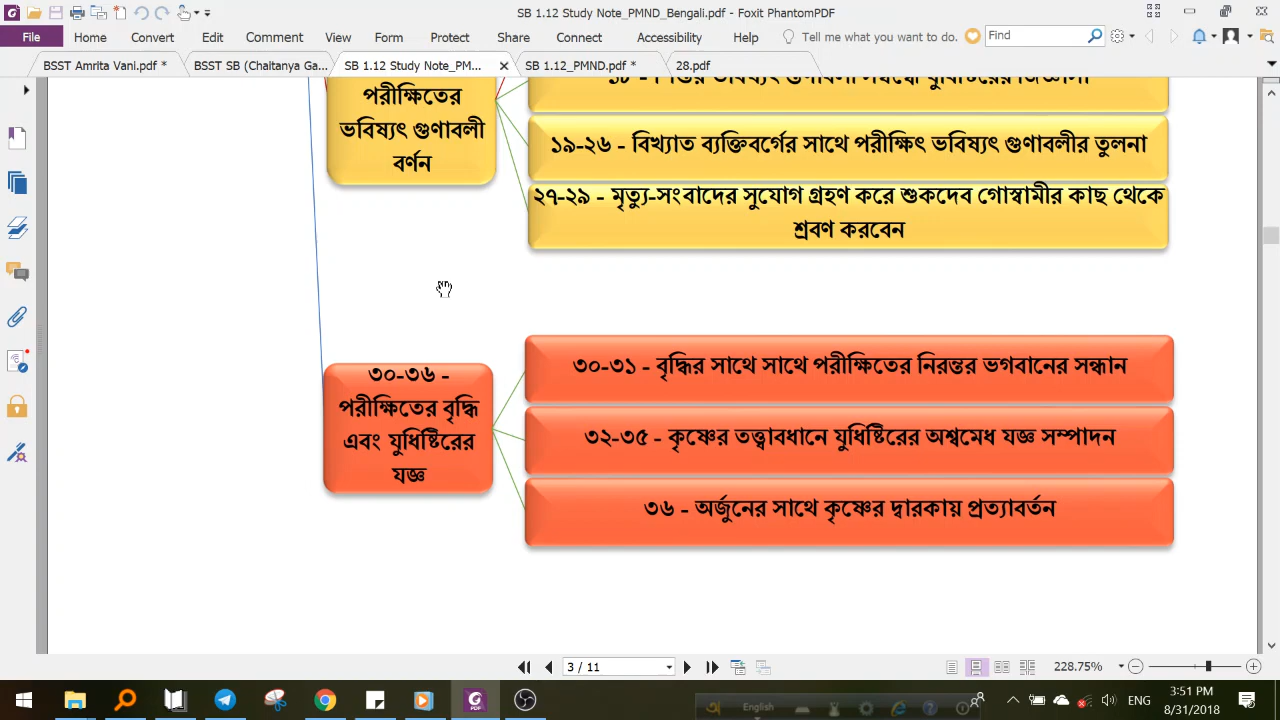 SB 1.12 Study Note_PMND_Bengali.pdf - Foxit PhantomPDF
File Home Convert Edit Comment View Form Protect Share Connect Accessibility Help Tell me what you want to do. Find
BSST Amrita Vani.pdf * BSST SB (Chaitanya Ga... SB 1.12 Study Note_PM... SB 1.12_PMND.pdf * 28.pdf
পরীক্ষিতের
ভবিষ্যৎ গুণাবলী
বর্ণন
১৯-২৬ - বিখ্যাত ব্যক্তিবর্গের সাথে পরীক্ষিৎ ভবিষ্যৎ গুণাবলীর তুলনা
২৭-২৯ - মৃত্যু-সংবাদের সুযোগ গ্রহণ করে শুকদেব গোস্বামীর কাছ থেকে
শ্রবণ করবেন
৩০-৩৬ -
পরীক্ষিতের বৃদ্ধি
এবং যুধিষ্টিরের
যজ্ঞ
৩০-৩১ - বৃদ্ধির সাথে সাথে পরীক্ষিতের নিরন্তর ভগবানের সন্ধান
৩২-৩৫ - কৃষ্ণের তত্ত্বাবধানে যুধিষ্টিরের অশ্বমেধ যজ্ঞ সম্পাদন
৩৬ - অর্জুনের সাথে কৃষ্ণের দ্বারকায় প্রত্যাবর্তন
3 / 11
228.75%
English
ENG
3:51 PM
8/31/2018